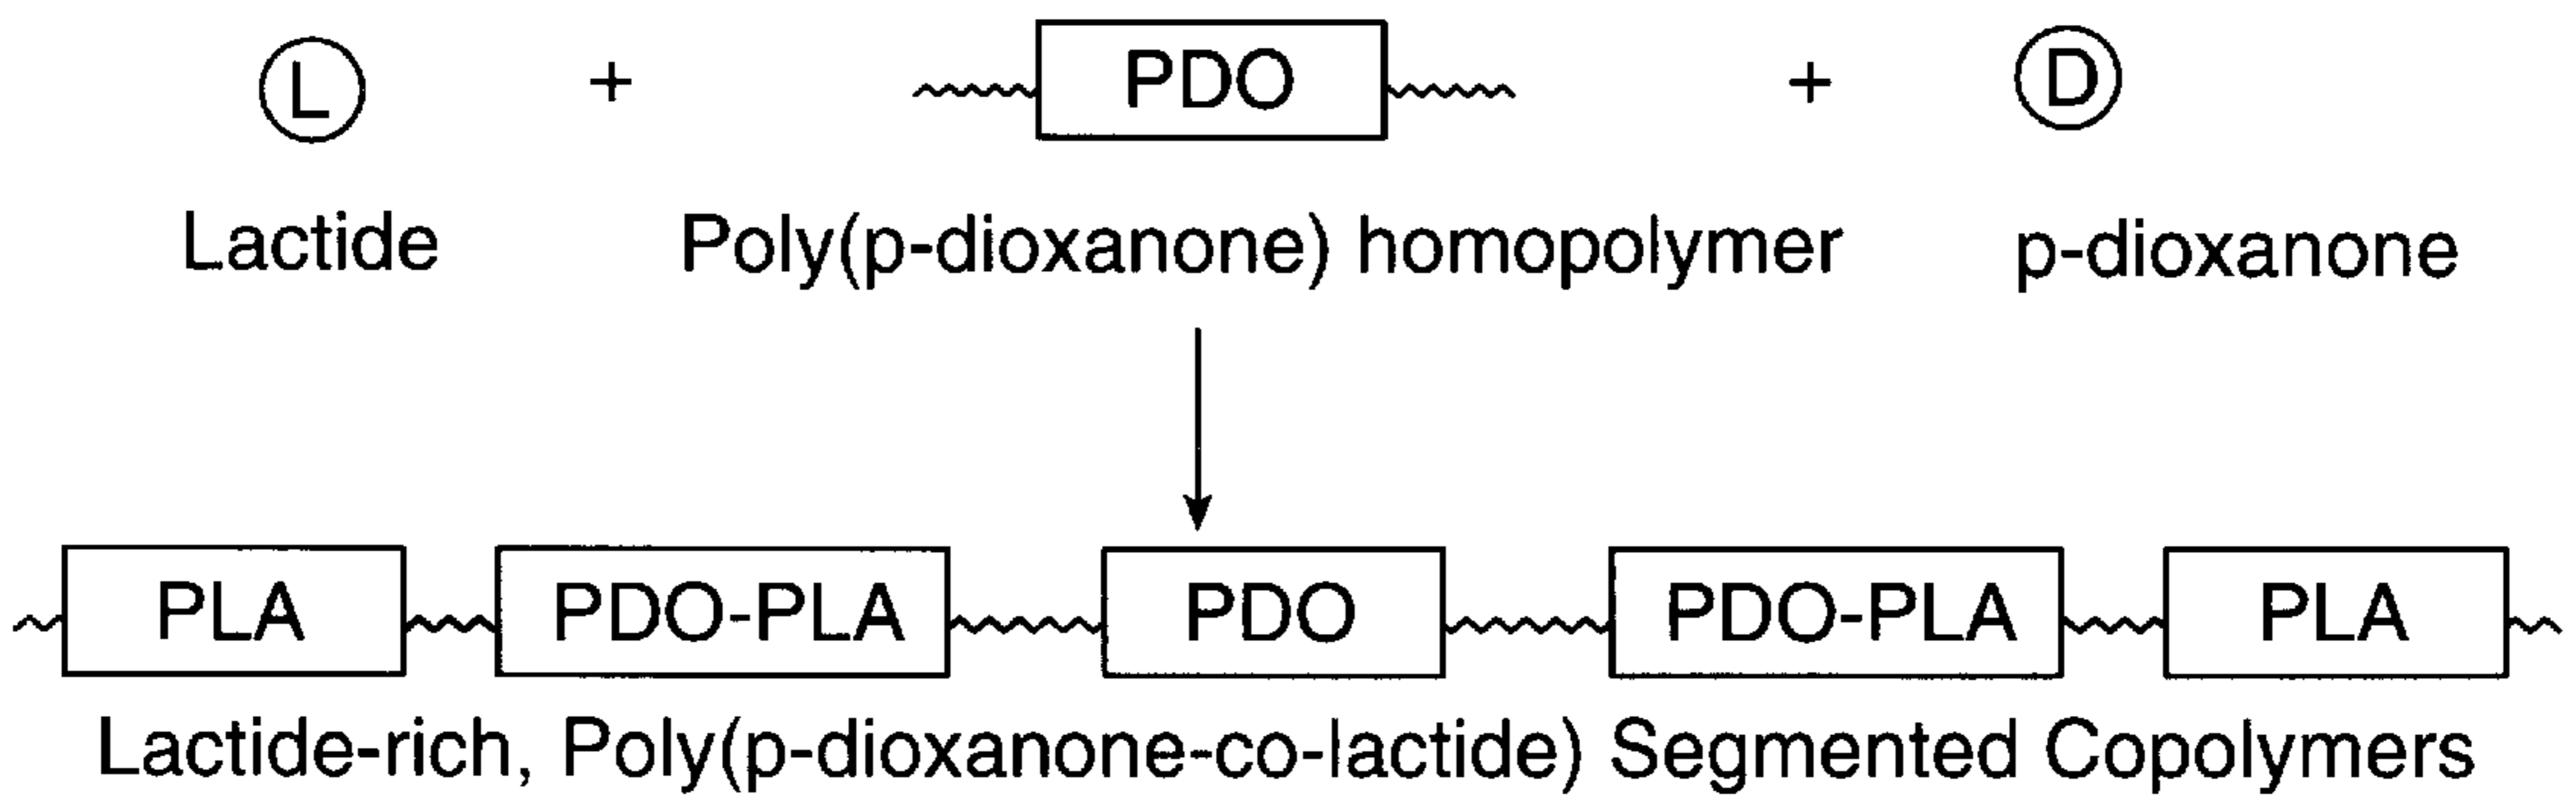 L + PDO + D
Lactide Poly(p-dioxanone) homopolymer p-dioxanone
PLA PDO-PLA PDO PDO-PLA PLA
Lactide-rich, Poly(p-dioxanone-co-lactide) Segmented Copolymers